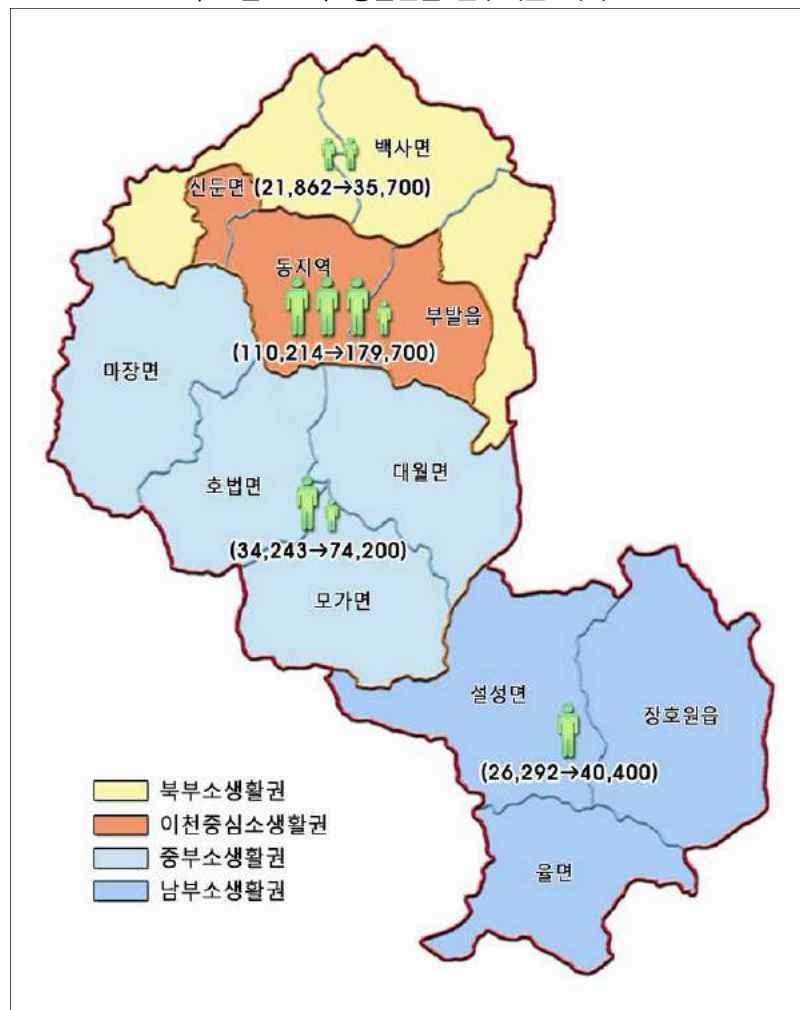 백사면
신둔면 (21,862→35,700)
동지역
부발읍
(110,214→179,700)
마장면
호법면
대월면
(34,243→74,200)
모가면
설성면
장호원읍
(26,292→40,400)
율면
북부소생활권
이천중심소생활권
중부소생활권
남부소생활권